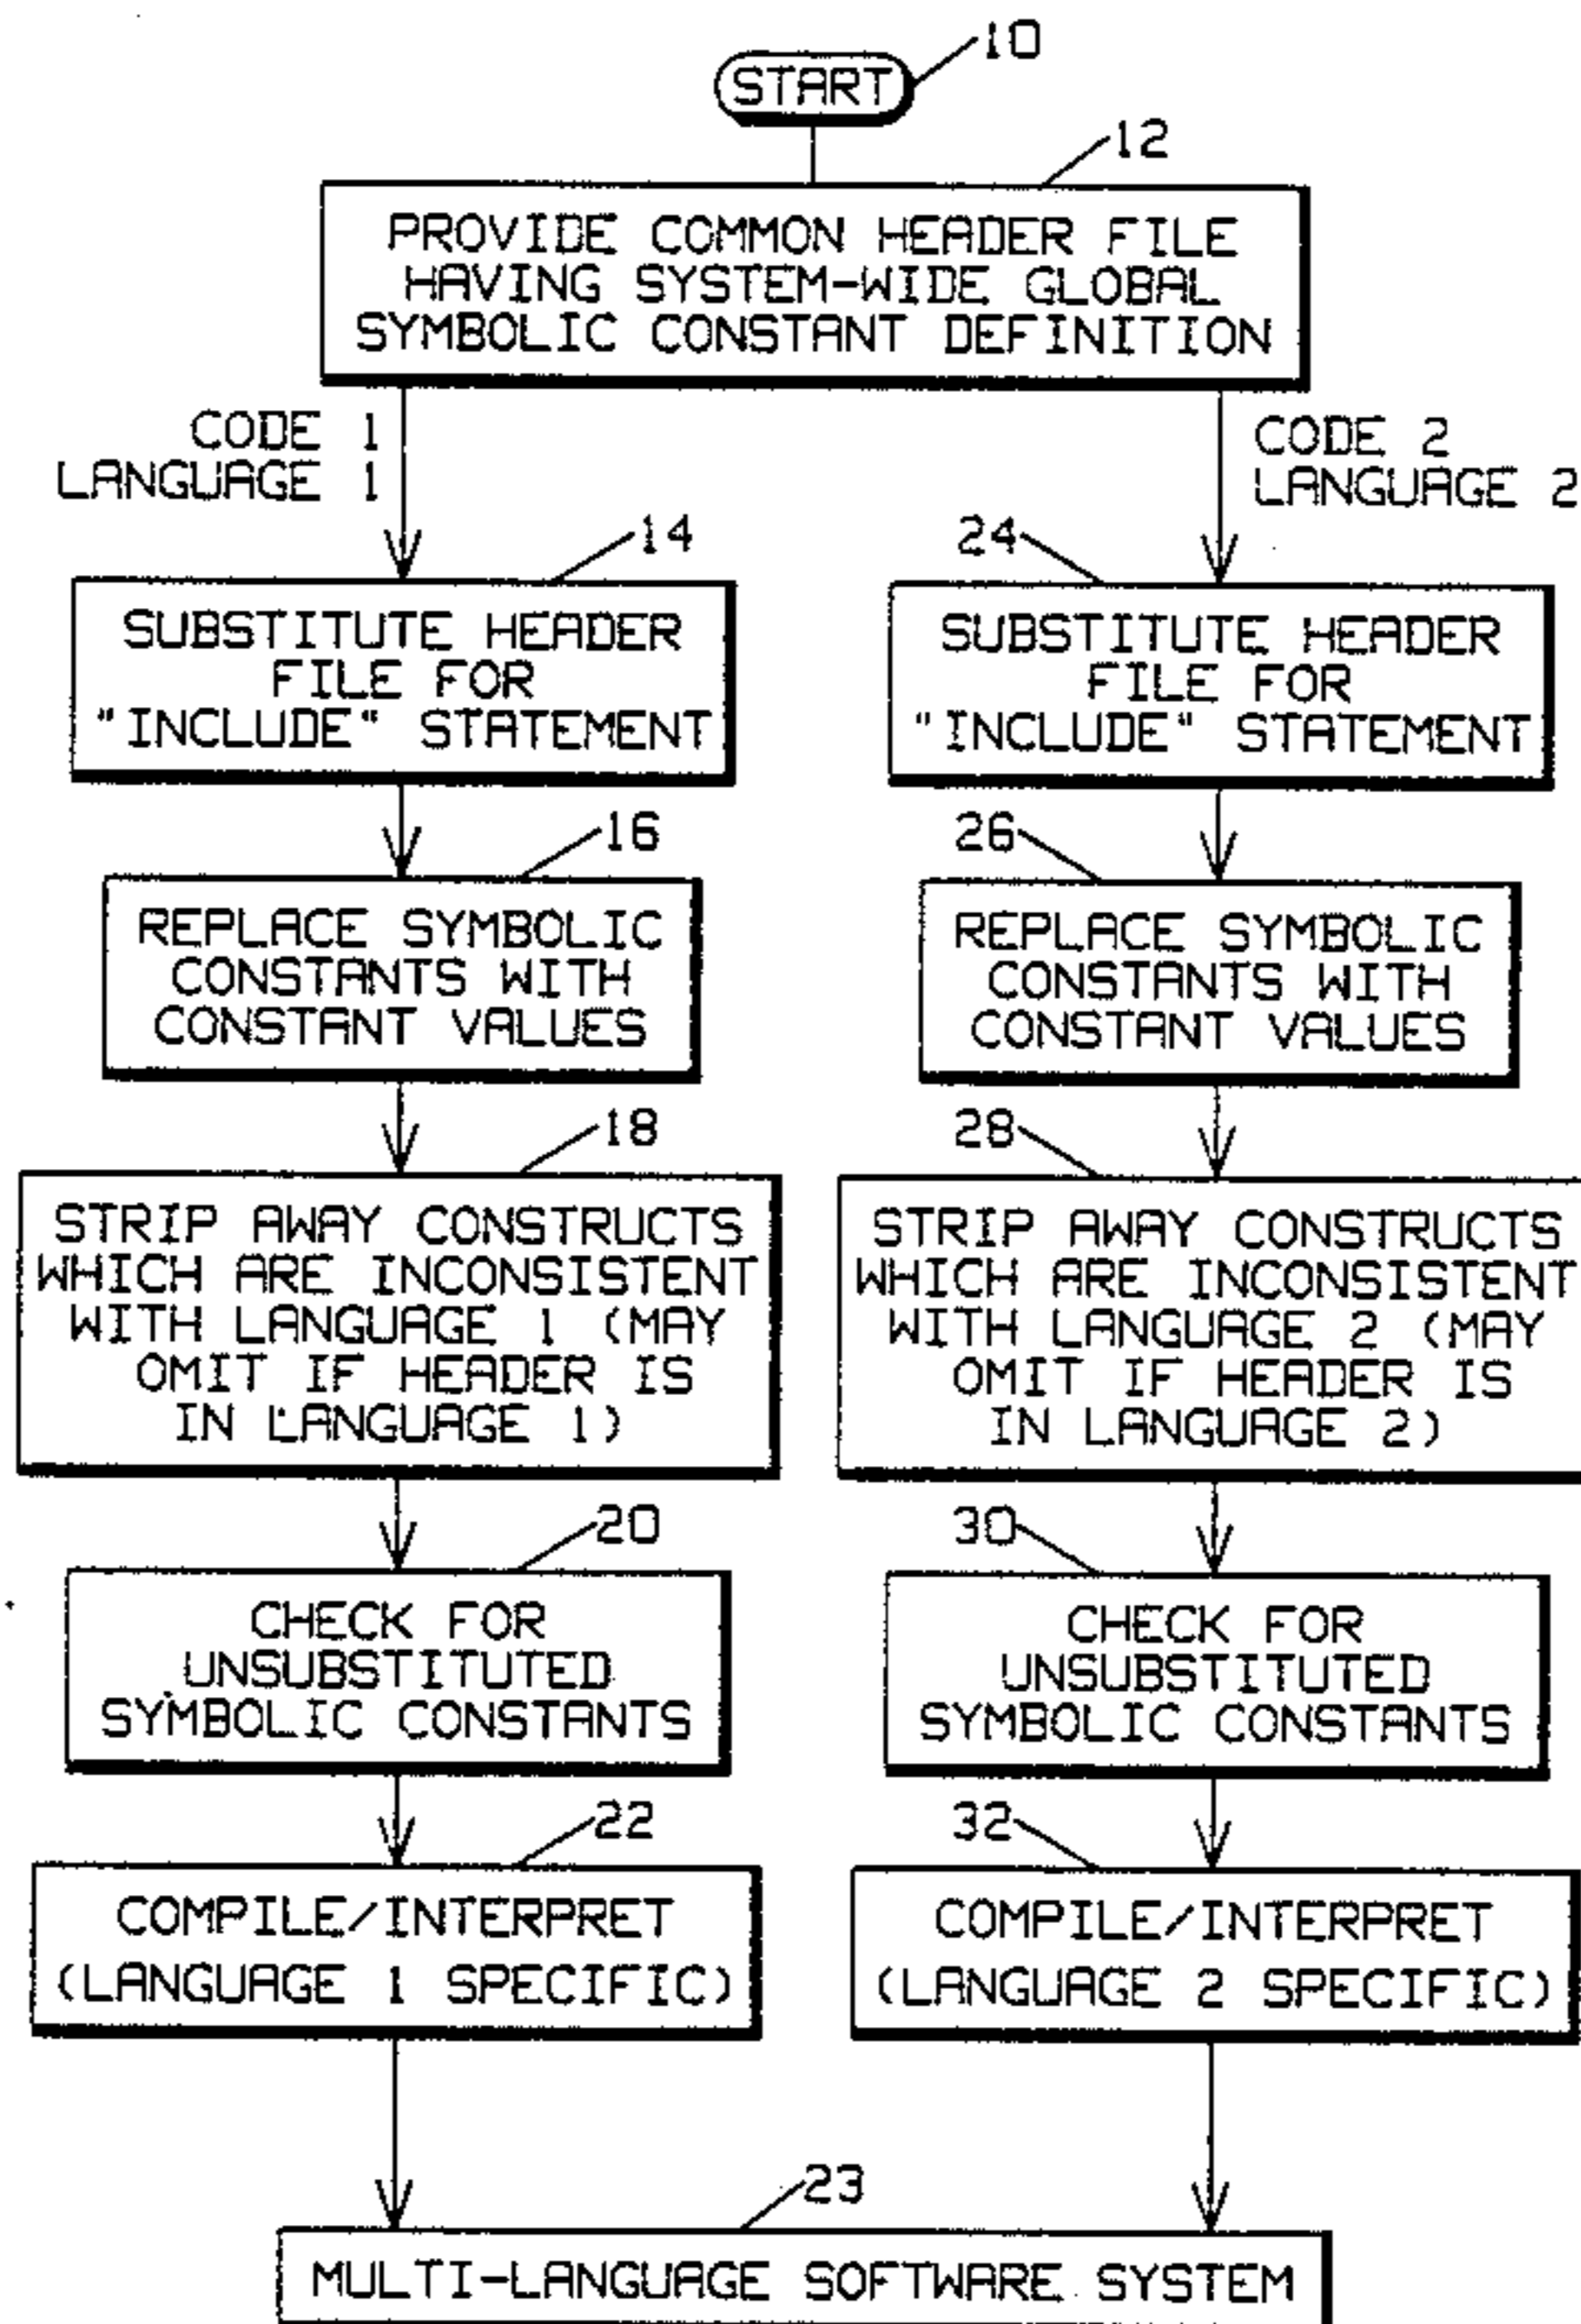 10
START
12
PROVIDE COMMON HEADER FILE
HAVING SYSTEM-WIDE GLOBAL
SYMBOLIC CONSTANT DEFINITION
CODE 1
LANGUAGE 1
CODE 2
LANGUAGE 2
14
SUBSTITUTE HEADER
FILE FOR
"INCLUDE" STATEMENT
24
SUBSTITUTE HEADER
FILE FOR
"INCLUDE" STATEMENT
16
REPLACE SYMBOLIC
CONSTANTS WITH
CONSTANT VALUES
26
REPLACE SYMBOLIC
CONSTANTS WITH
CONSTANT VALUES
18
STRIP AWAY CONSTRUCTS
WHICH ARE INCONSISTENT
WITH LANGUAGE 1 (MAY
OMIT IF HEADER IS
IN LANGUAGE 1)
28
STRIP AWAY CONSTRUCTS
WHICH ARE INCONSISTENT
WITH LANGUAGE 2 (MAY
OMIT IF HEADER IS
IN LANGUAGE 2)
20
CHECK FOR
UNSUBSTITUTED
SYMBOLIC CONSTANTS
30
CHECK FOR
UNSUBSTITUTED
SYMBOLIC CONSTANTS
22
COMPILE/INTERPRET
(LANGUAGE 1 SPECIFIC)
32
COMPILE/INTERPRET
(LANGUAGE 2 SPECIFIC)
23
MULTI-LANGUAGE SOFTWARE SYSTEM